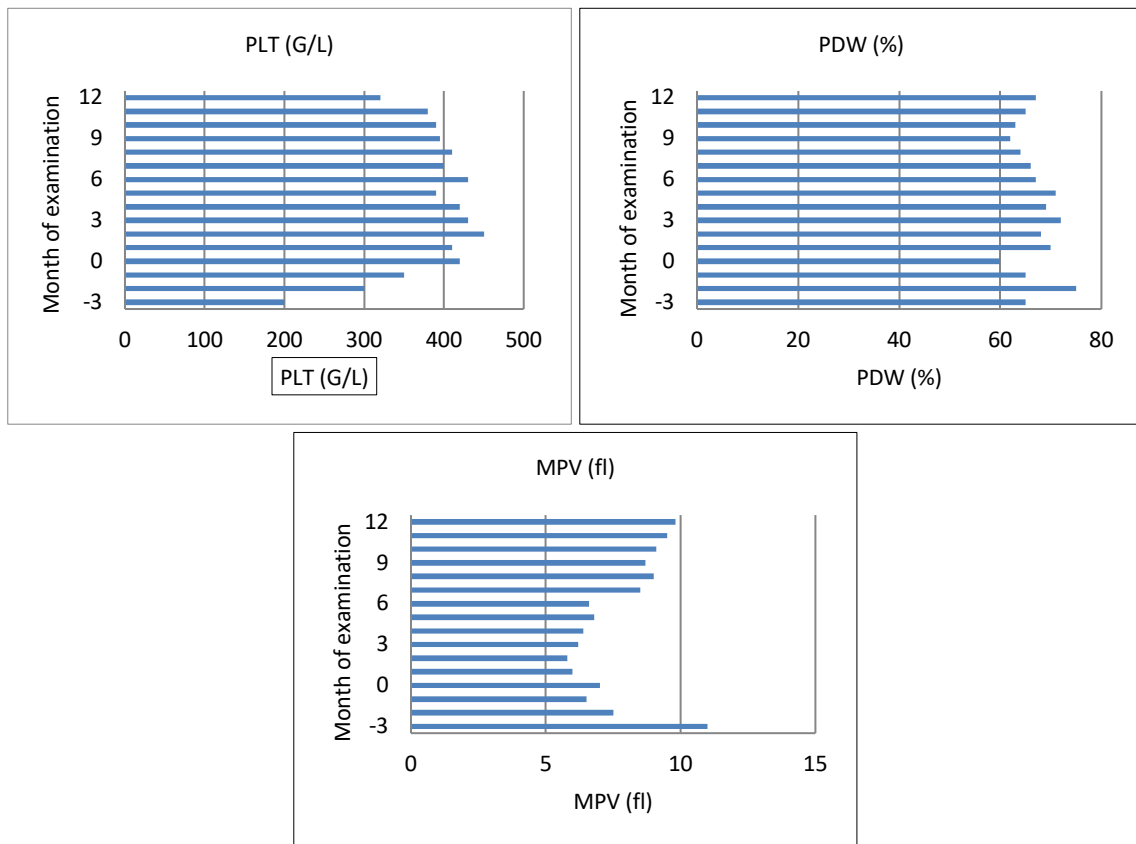 PLT (G/L)
Month of examination
12
9
6
3
0
-3
0 100 200 300 400 500
PLT (G/L)
PDW (%)
Month of examination
12
9
6
3
0
-3
0 20 40 60 80
PDW (%)
MPV (fl)
Month of examination
12
9
6
3
0
-3
0 5 10 15
MPV (fl)